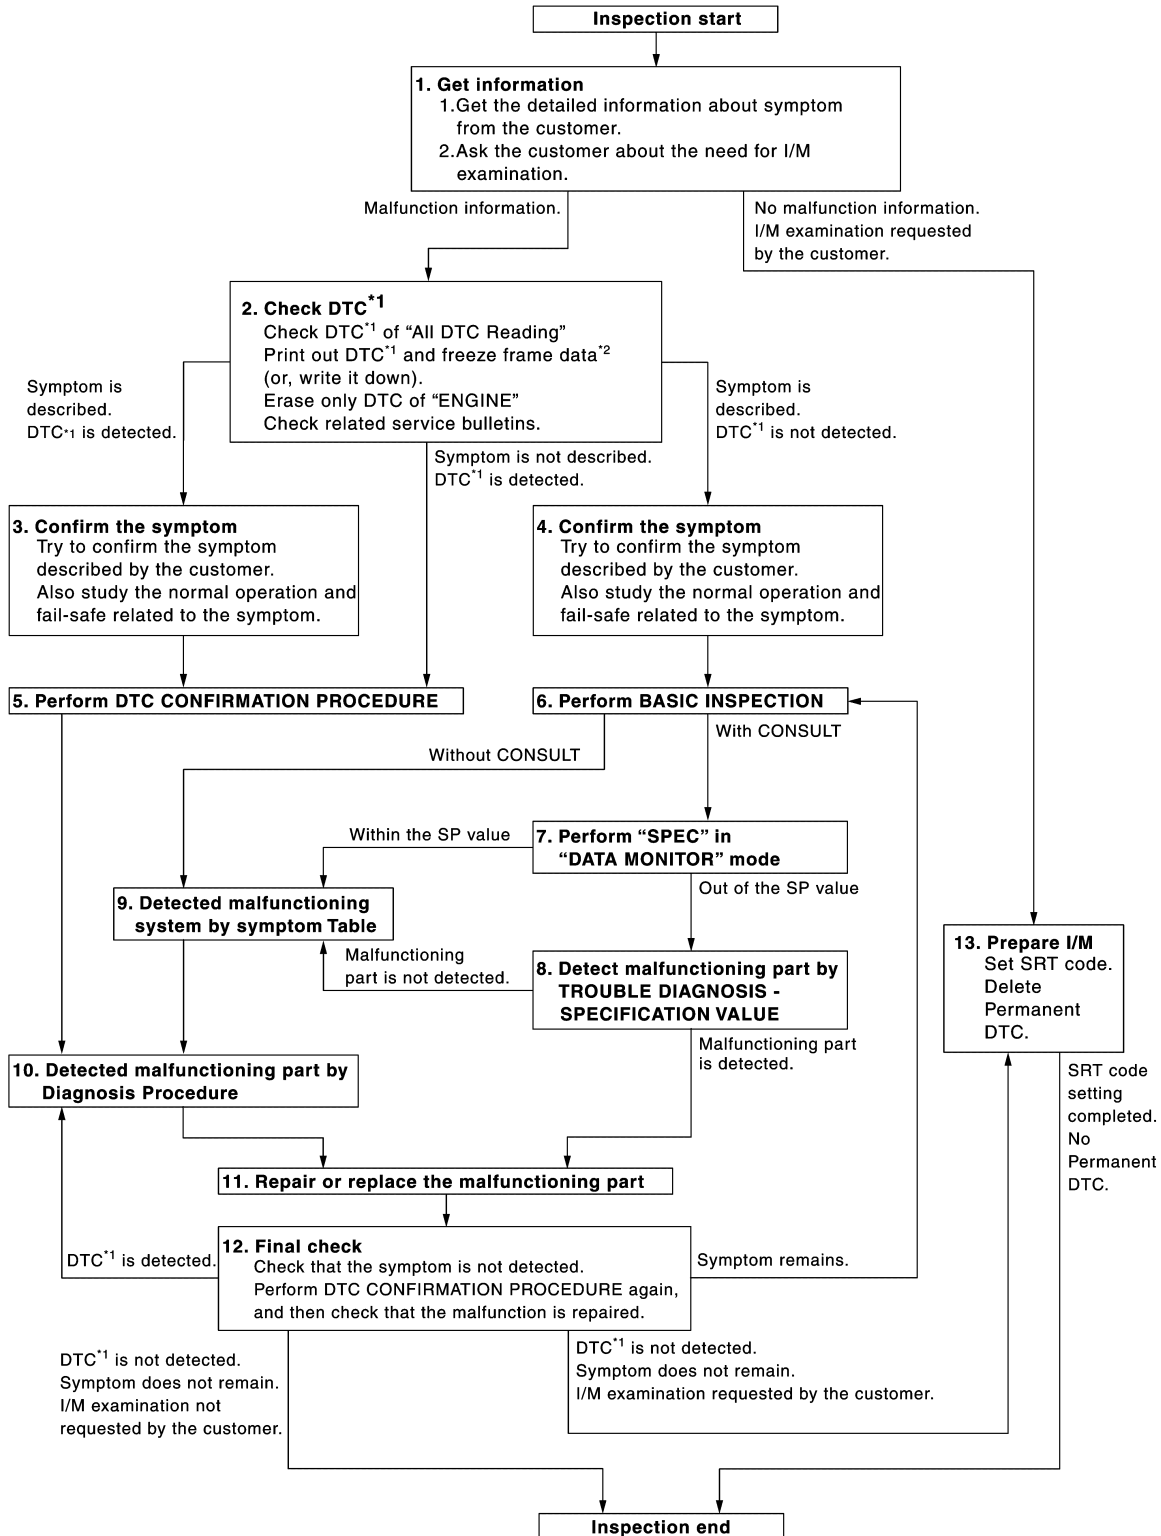 Inspection start
1. Get information
1.Get the detailed information about symptom
from the customer.
2.Ask the customer about the need for I/M
examination.
Malfunction information.
No malfunction information.
I/M examination requested
by the customer.
2. Check DTC*1
Check DTC*1 of “All DTC Reading”
Print out DTC*1 and freeze frame data*2
(or, write it down).
Erase only DTC of “ENGINE”
Check related service bulletins.
Symptom is
described.
DTC*1 is detected.
Symptom is not described.
DTC*1 is detected.
Symptom is
described.
DTC*1 is not detected.
3. Confirm the symptom
Try to confirm the symptom
described by the customer.
Also study the normal operation and
fail-safe related to the symptom.
4. Confirm the symptom
Try to confirm the symptom
described by the customer.
Also study the normal operation and
fail-safe related to the symptom.
5. Perform DTC CONFIRMATION PROCEDURE
6. Perform BASIC INSPECTION
Without CONSULT
With CONSULT
Within the SP value
7. Perform “SPEC” in
“DATA MONITOR” mode
Out of the SP value
9. Detected malfunctioning
system by symptom Table
Malfunctioning
part is not detected.
8. Detect malfunctioning part by
TROUBLE DIAGNOSIS -
SPECIFICATION VALUE
13. Prepare I/M
Set SRT code.
Delete
Permanent
DTC.
Malfunctioning part
is detected.
10. Detected malfunctioning part by
Diagnosis Procedure
SRT code
setting
completed.
No
Permanent
DTC.
11. Repair or replace the malfunctioning part
DTC*1 is detected.
12. Final check
Check that the symptom is not detected.
Perform DTC CONFIRMATION PROCEDURE again,
and then check that the malfunction is repaired.
Symptom remains.
DTC*1 is not detected.
Symptom does not remain.
I/M examination not
requested by the customer.
DTC*1 is not detected.
Symptom does not remain.
I/M examination requested by the customer.
Inspection end